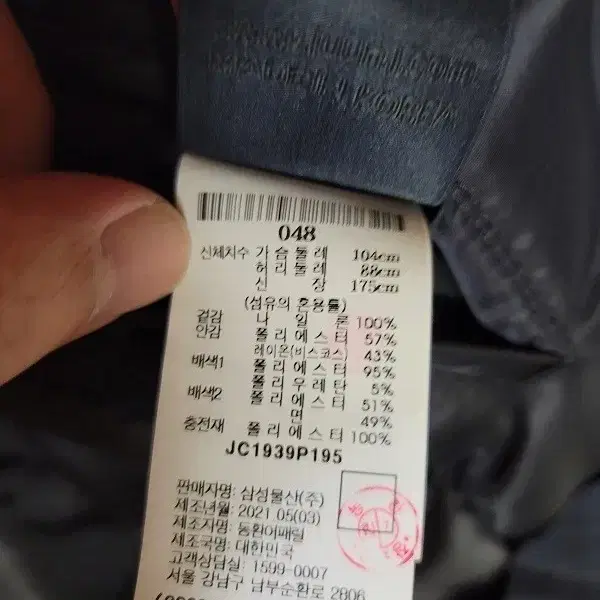 048
신체치수 가슴둘레 104cm
허리둘레 88cm
신장 175cm
(섬유의 혼용률)
겉감 나일론 100%
안감 폴리에스터 57%
레이온(비스코스) 43%
배색1 폴리에스터 95%
폴리우레탄 5%
배색2 폴리에스터 51%
면 49%
충전재 폴리에스터 100%
JC1939P195
판매자명: 삼성물산(주)
제조년월: 2021.05(03)
제조자명: 동환어패럴
제조국명: 대한민국
고객상담실: 1599-0007
서울 강남구 남부순환로 2806